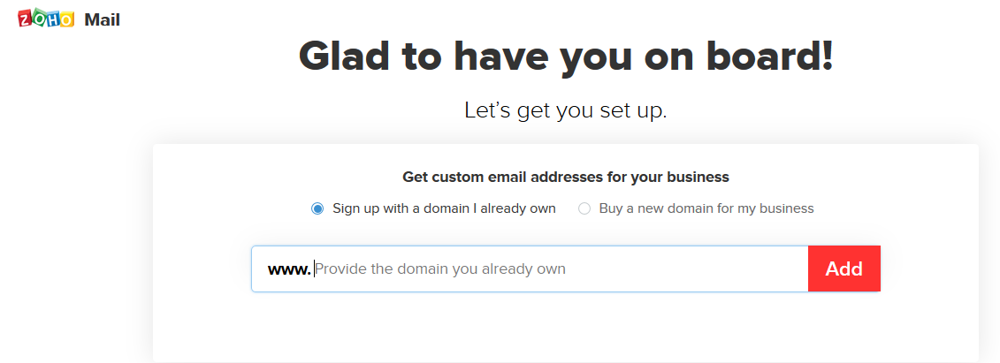 ZOHO Mail
Glad to have you on board!
Let's get you set up.
Get custom email addresses for your business
Sign up with a domain I already own Buy a new domain for my business
www. Provide the domain you already own Add